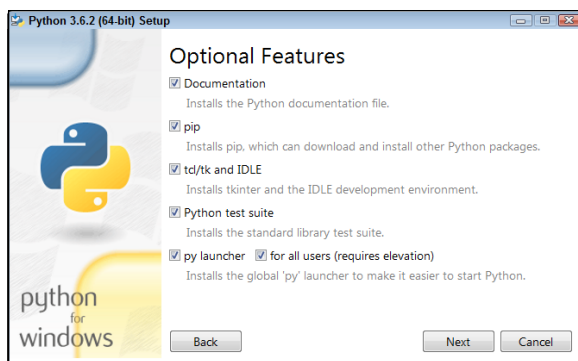 Python 3.6.2 (64-bit) Setup
Optional Features
Documentation
Installs the Python documentation file.
pip
Installs pip, which can download and install other Python packages.
tcl/tk and IDLE
Installs tkinter and the IDLE development environment.
Python test suite
Installs the standard library test suite.
py launcher for all users (requires elevation)
Installs the global 'py' launcher to make it easier to start Python.
python
for
windows
Back Next Cancel